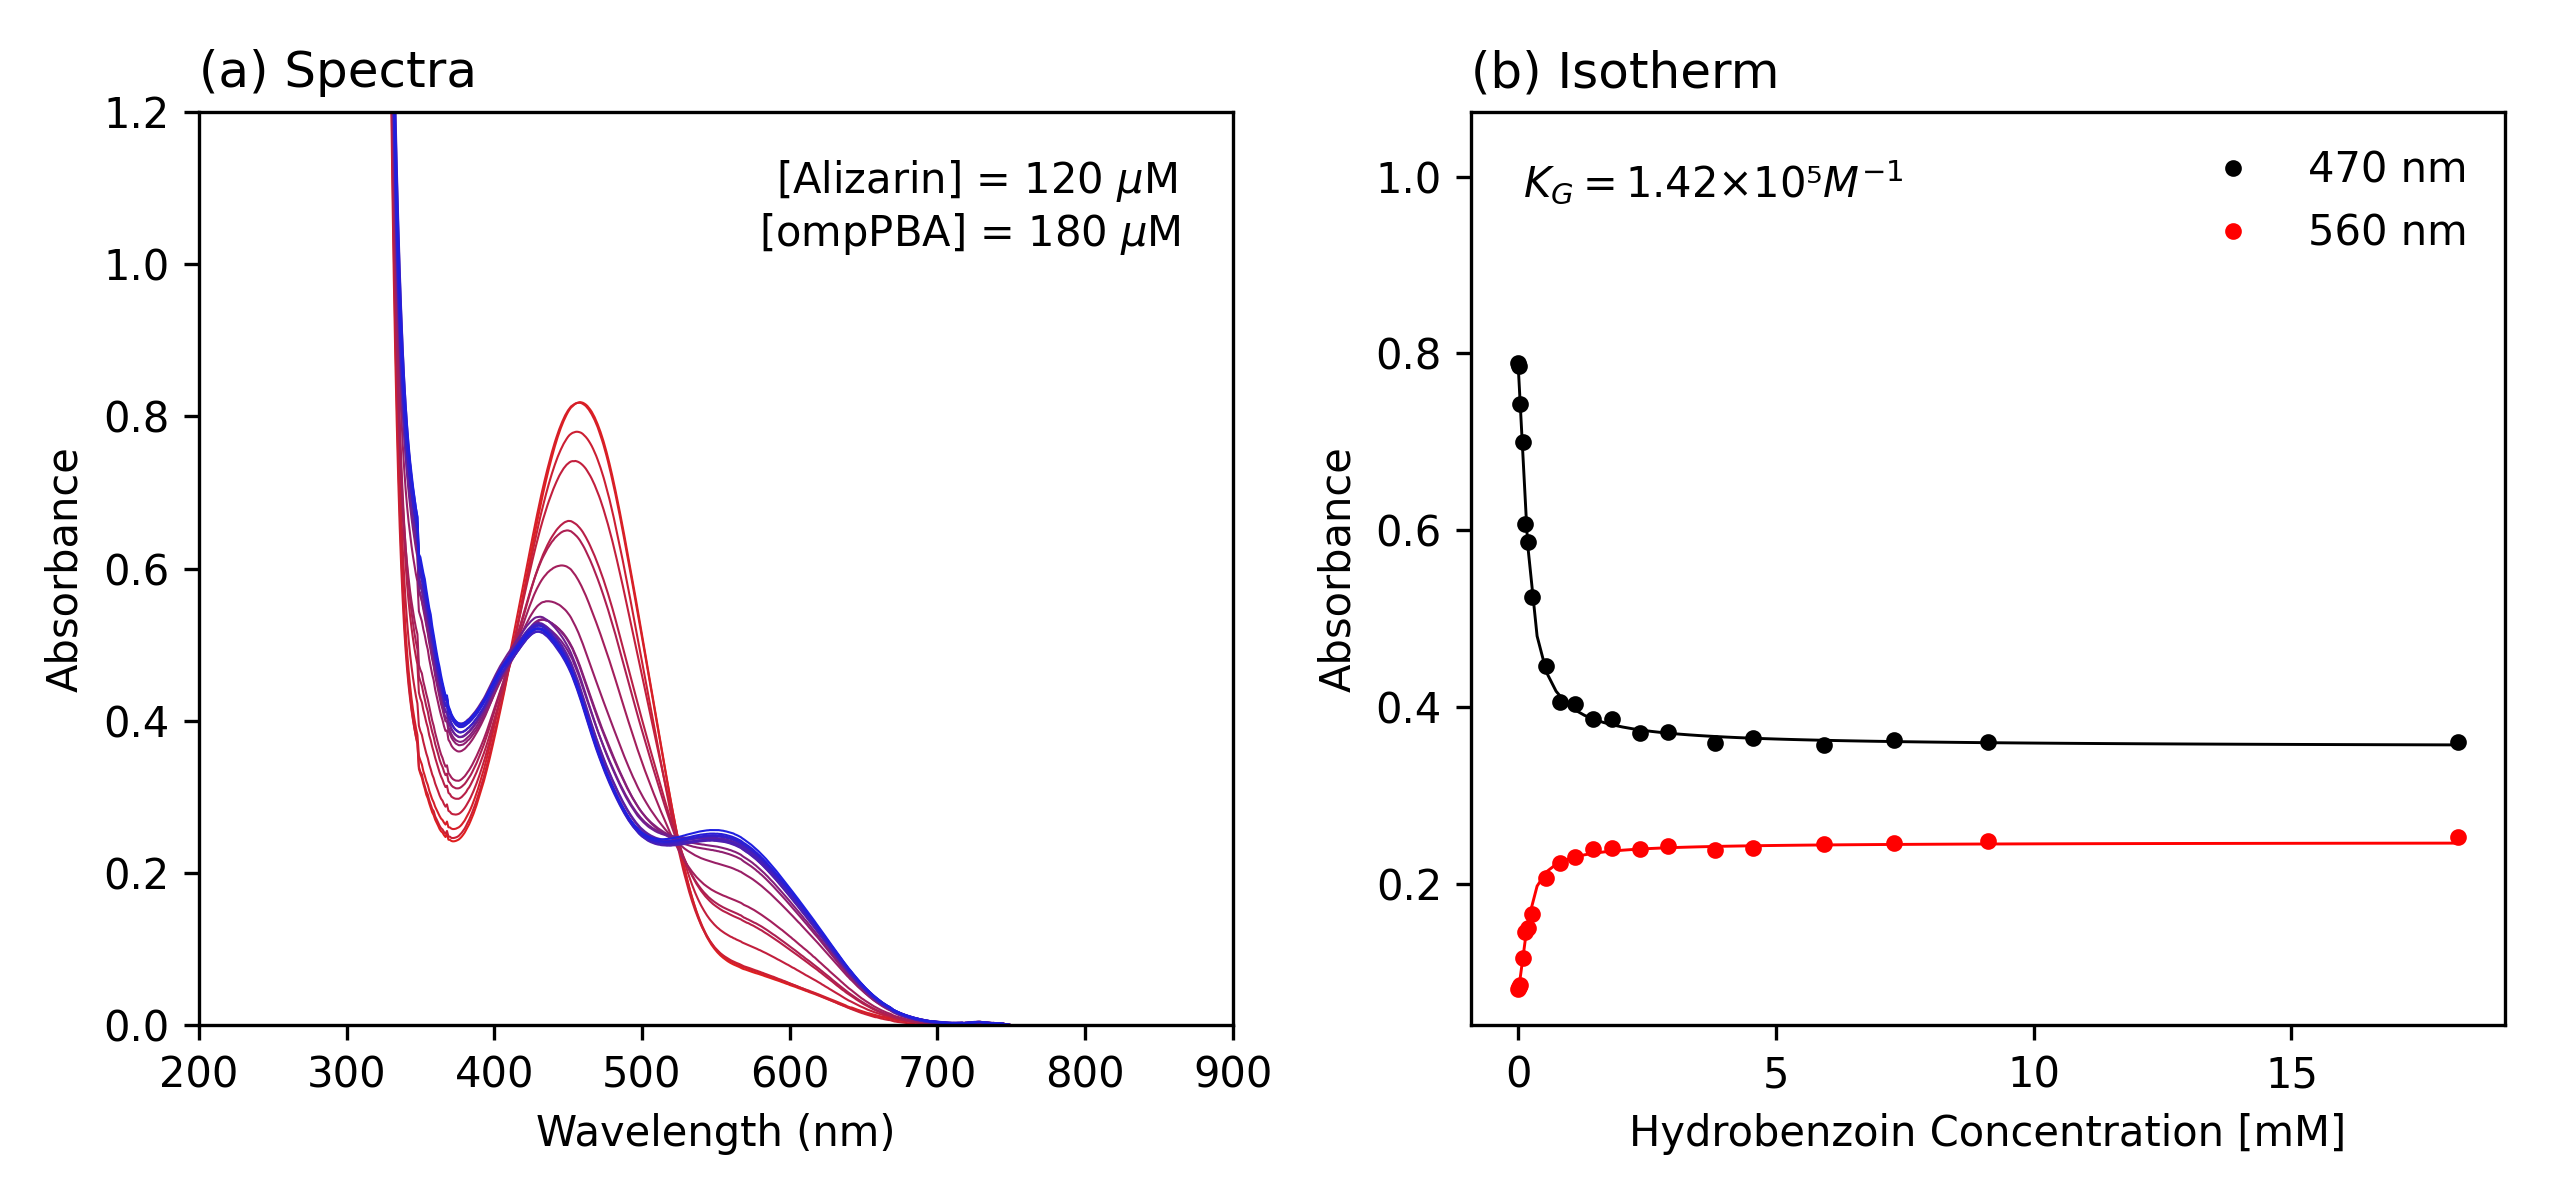 (a) Spectra
1.2
1.0
0.8
0.6
0.4
0.2
0.0
Absorbance
[Alizarin] = 120 μM
[ompPBA] = 180 μM
200 300 400 500 600 700 800 900
Wavelength (nm)
(b) Isotherm
1.0
0.8
0.6
0.4
0.2
Absorbance
K_G = 1.42×10⁵M⁻¹
470 nm
560 nm
0 5 10 15
Hydrobenzoin Concentration [mM]